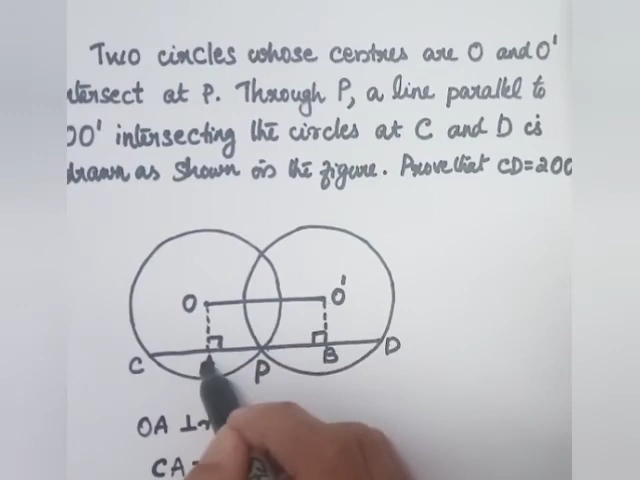 Two circles whose centres are O and O'
ntersect at P. Through P, a line parallel to
OO' intersecting the circles at C and D is
drawn as shown in the figure. Prove that CD=2OO
O O'
C P B D
OA ⊥
CA=